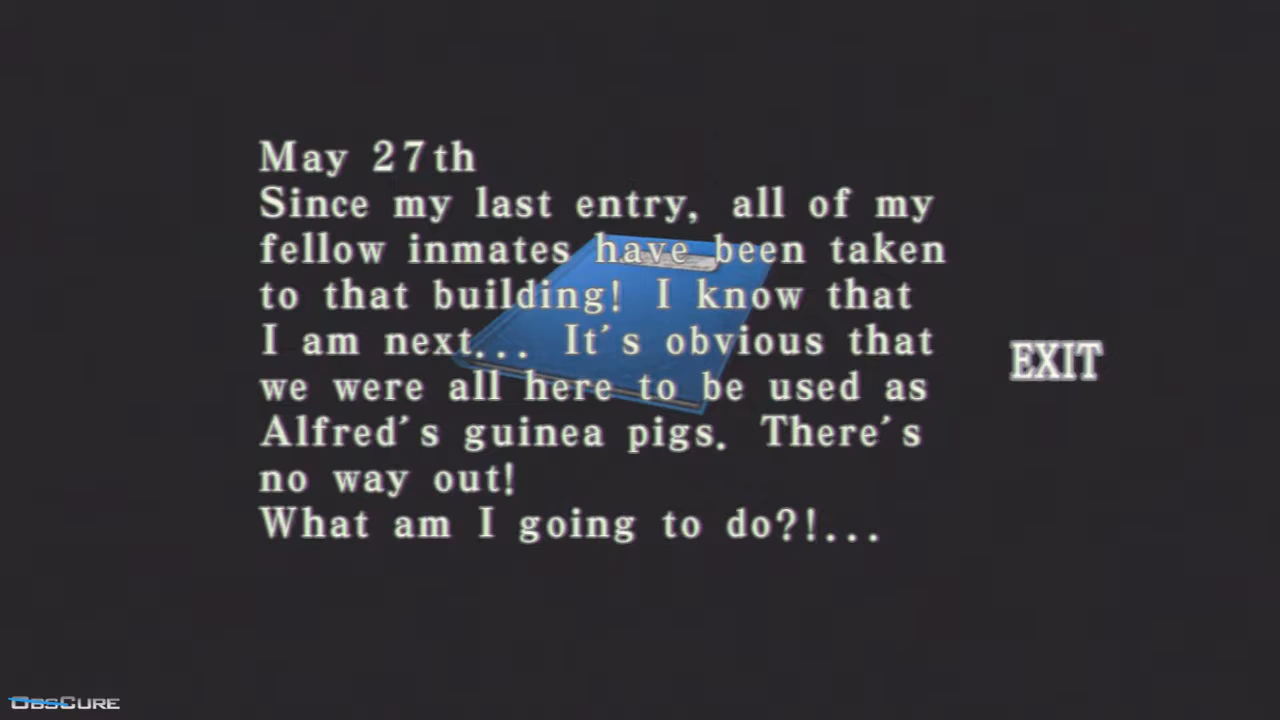 May 27th
Since my last entry, all of my
fellow inmates have been taken
to that building! I know that
I am next... It's obvious that
we were all here to be used as
Alfred's guinea pigs. There's
no way out!
What am I going to do?!...
EXIT
OBSCURE